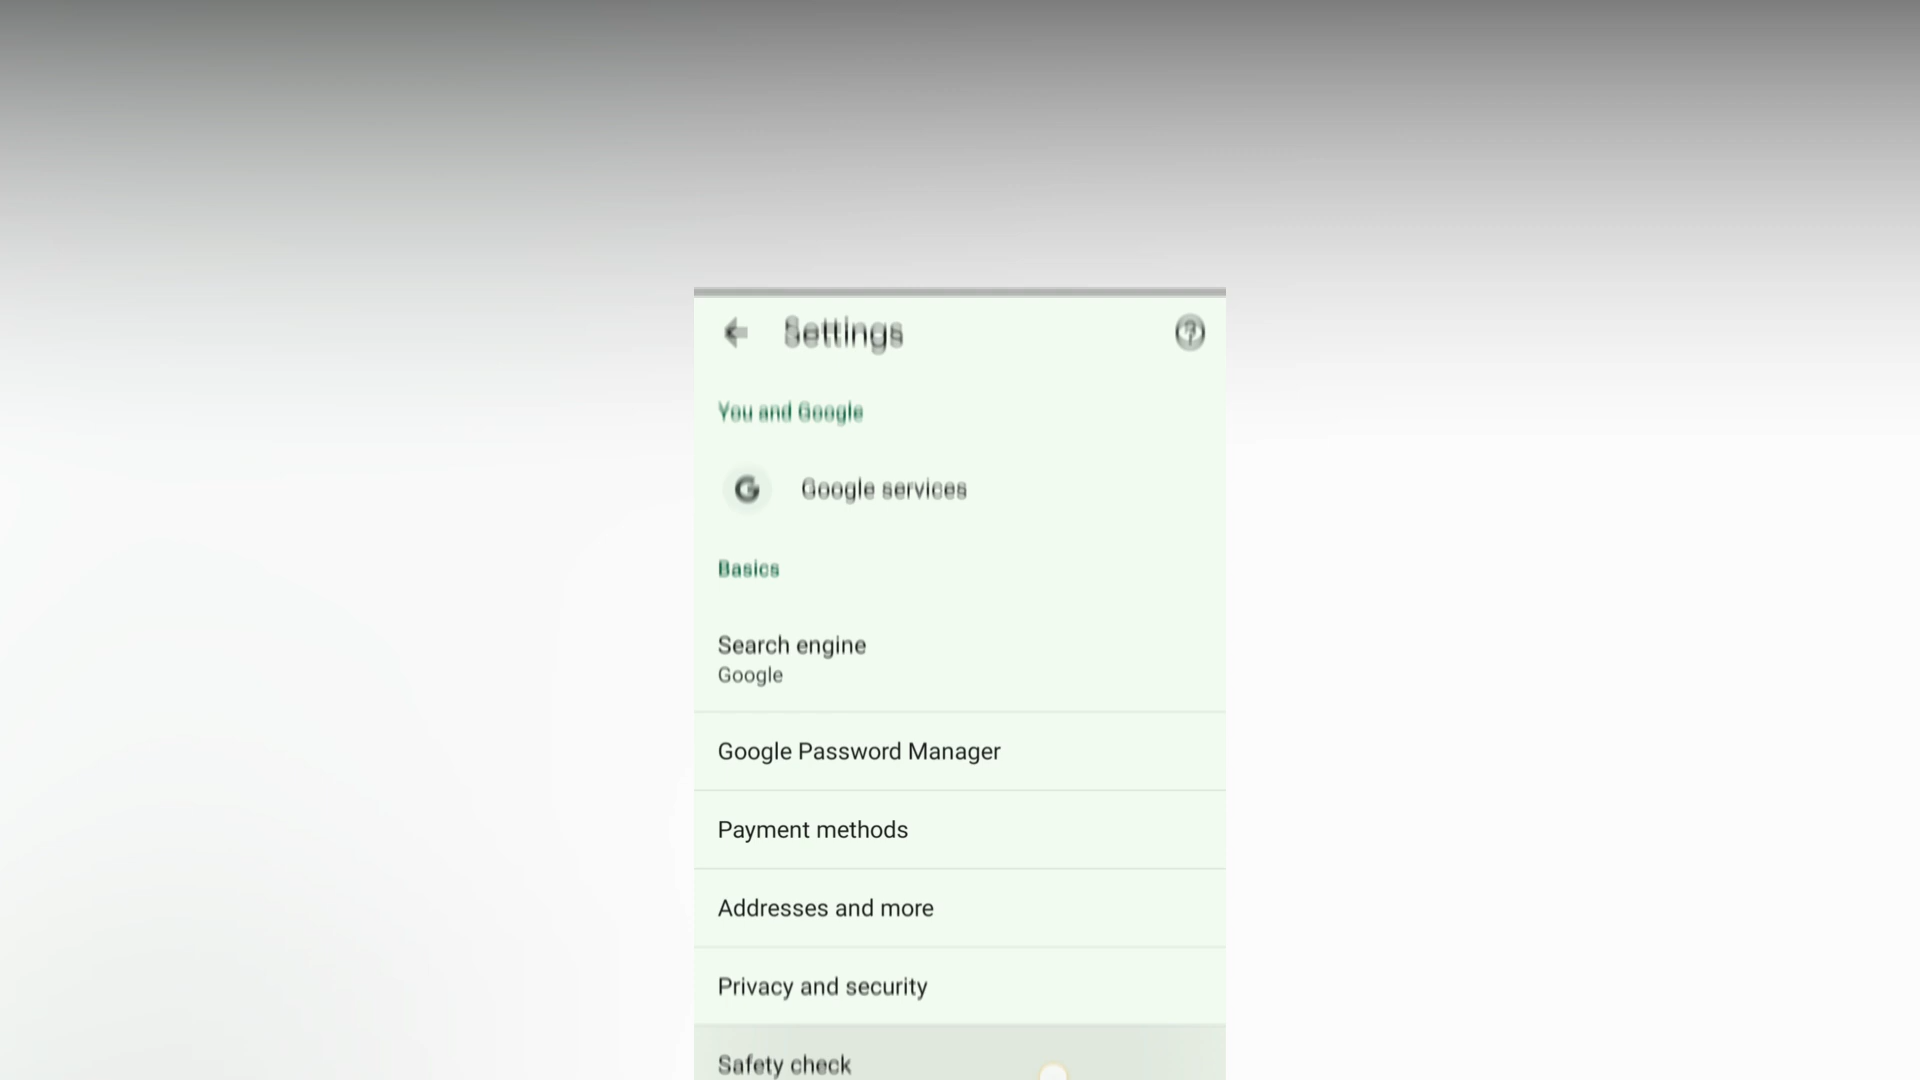 Settings
You and Google
Google services
Basics
Search engine
Google
Google Password Manager
Payment methods
Addresses and more
Privacy and security
Safety check